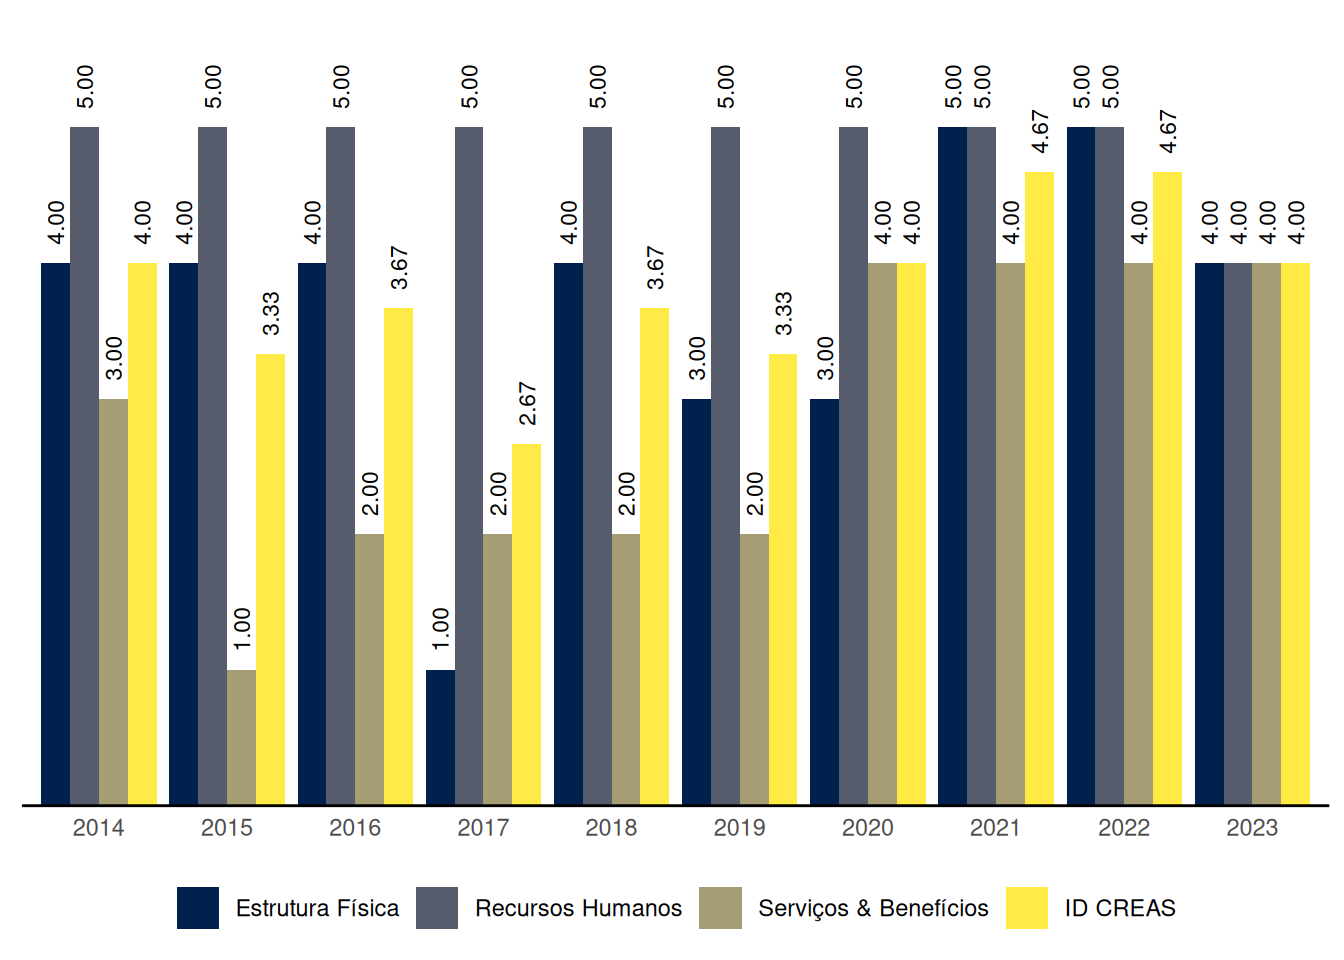 5.00 5.00 5.00 5.00 5.00 5.00 5.00 5.00 5.00 5.00 5.00
4.67 4.67
4.00 4.00 4.00 4.00 4.00 4.00 4.00 4.00 4.00 4.00 4.00 4.00 4.00
3.67 3.67
3.00 3.33 3.00 3.33 3.00
2.67
2.00 2.00 2.00 2.00
1.00 1.00
2014 2015 2016 2017 2018 2019 2020 2021 2022 2023
Estrutura Física Recursos Humanos Serviços & Benefícios ID CREAS